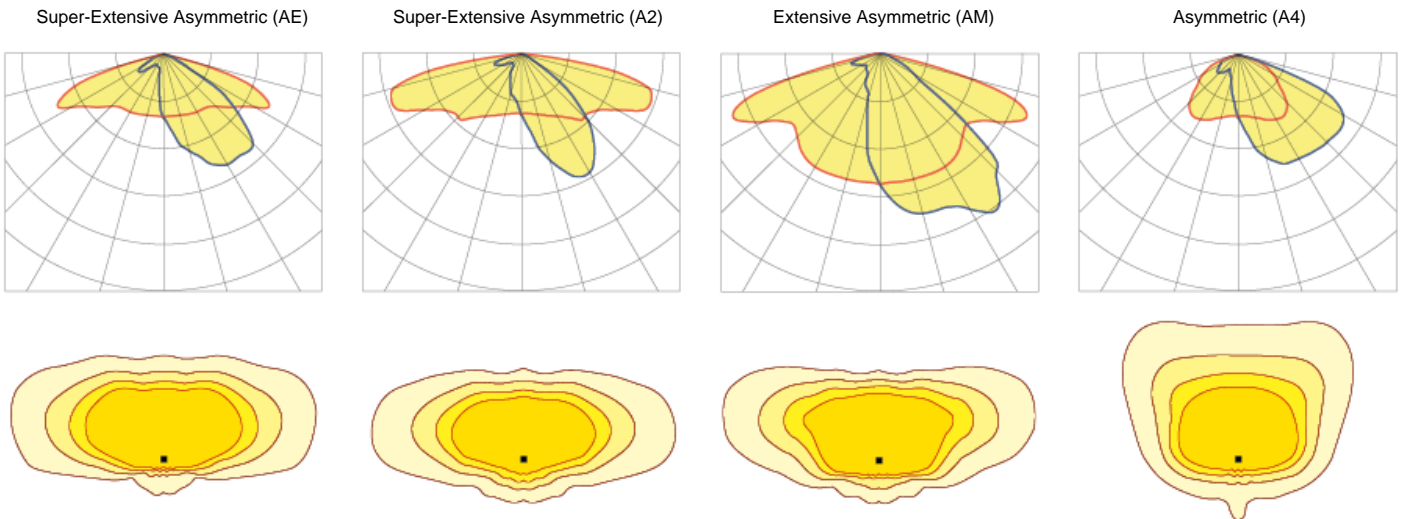 Super-Extensive Asymmetric (AE)
Super-Extensive Asymmetric (A2)
Extensive Asymmetric (AM)
Asymmetric (A4)